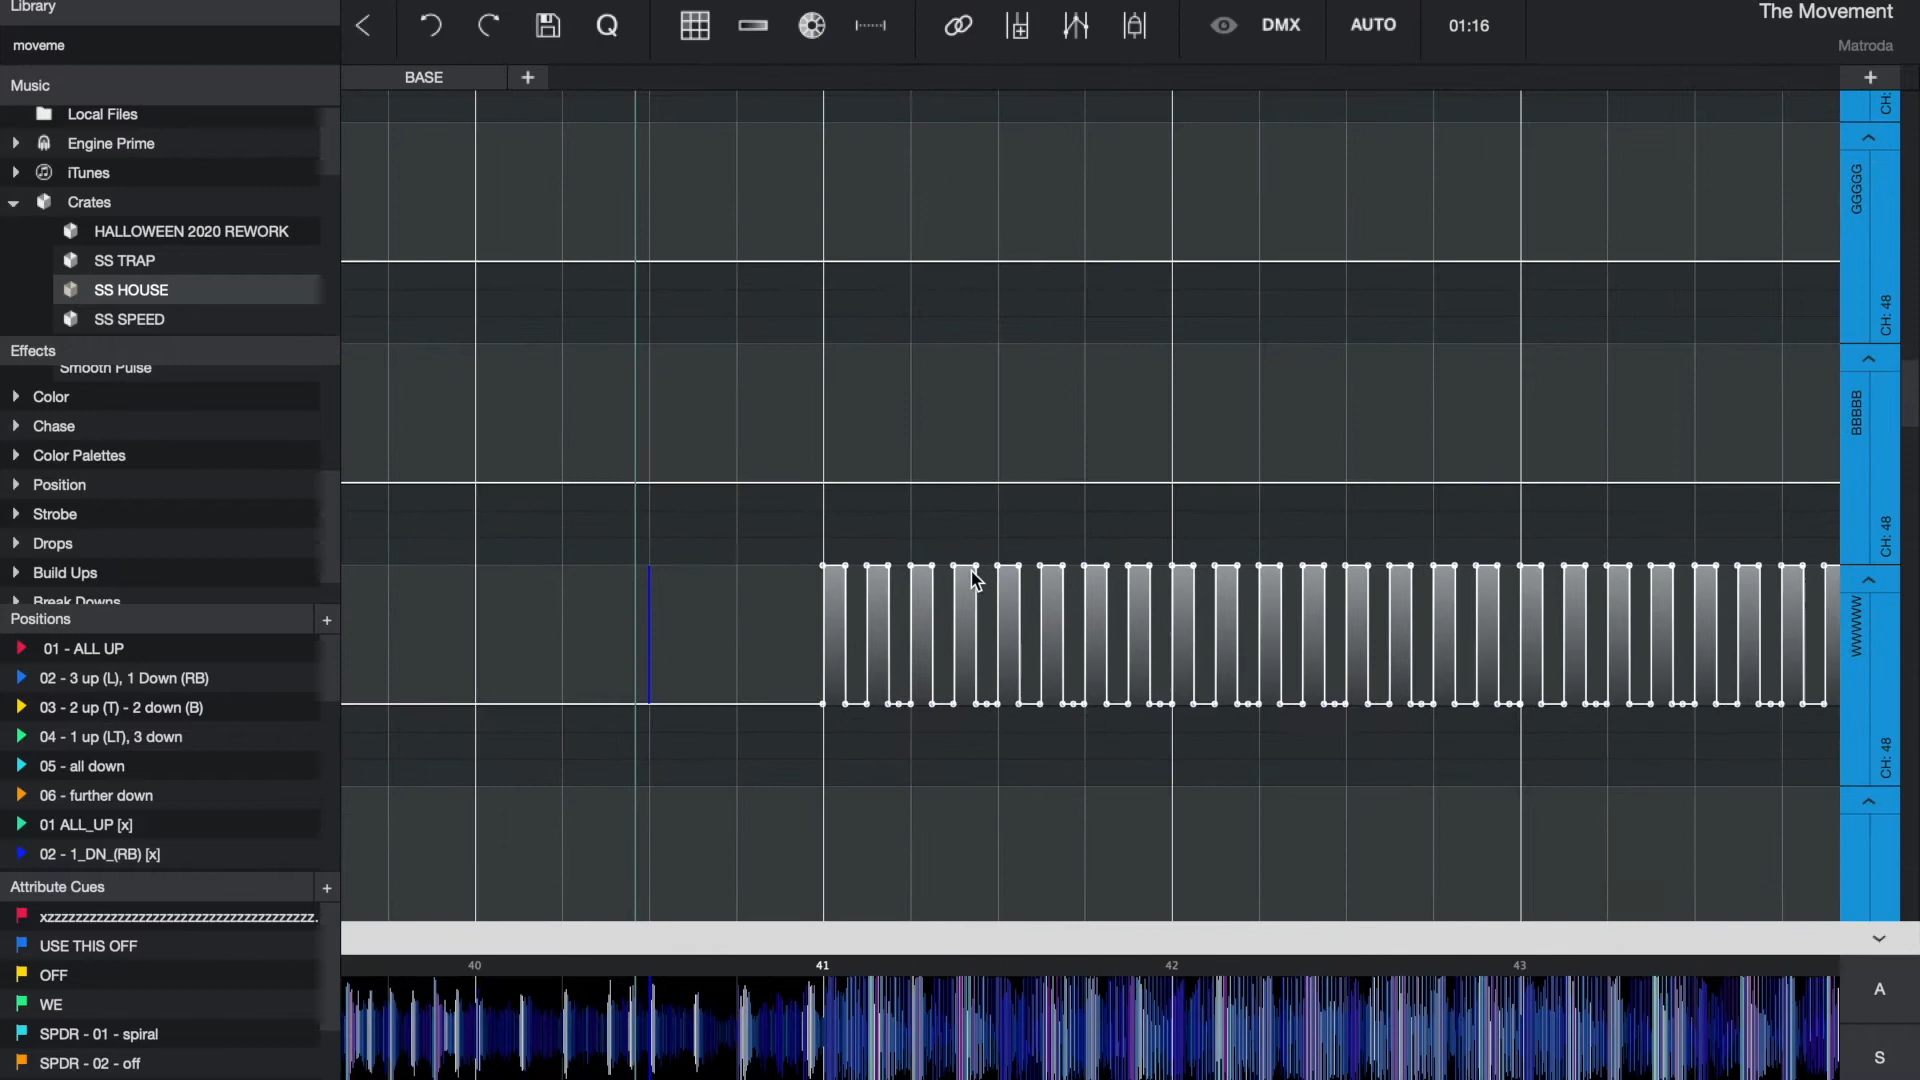 Library
moveme
Music
Local Files
Engine Prime
iTunes
Crates
HALLOWEEN 2020 REWORK
SS TRAP
SS HOUSE
SS SPEED
Effects
Smooth Pulse
Color
Chase
Color Palettes
Position
Strobe
Drops
Build Ups
Break Downs
Positions +
01 - ALL UP
02 - 3 up (L), 1 Down (RB)
03 - 2 up (T) - 2 down (B)
04 - 1 up (LT), 3 down
05 - all down
06 - further down
01 ALL_UP [x]
02 - 1_DN_(RB) [x]
Attribute Cues +
USE THIS OFF
OFF
WE
SPDR - 01 - spiral
SPDR - 02 - off
Q DMX AUTO 01:16
The Movement
Matroda
BASE + +
CH:
GGGGG
CH: 48
BBBBB
CH: 48
WWWWW
CH: 48
40 41 42 43
A
S